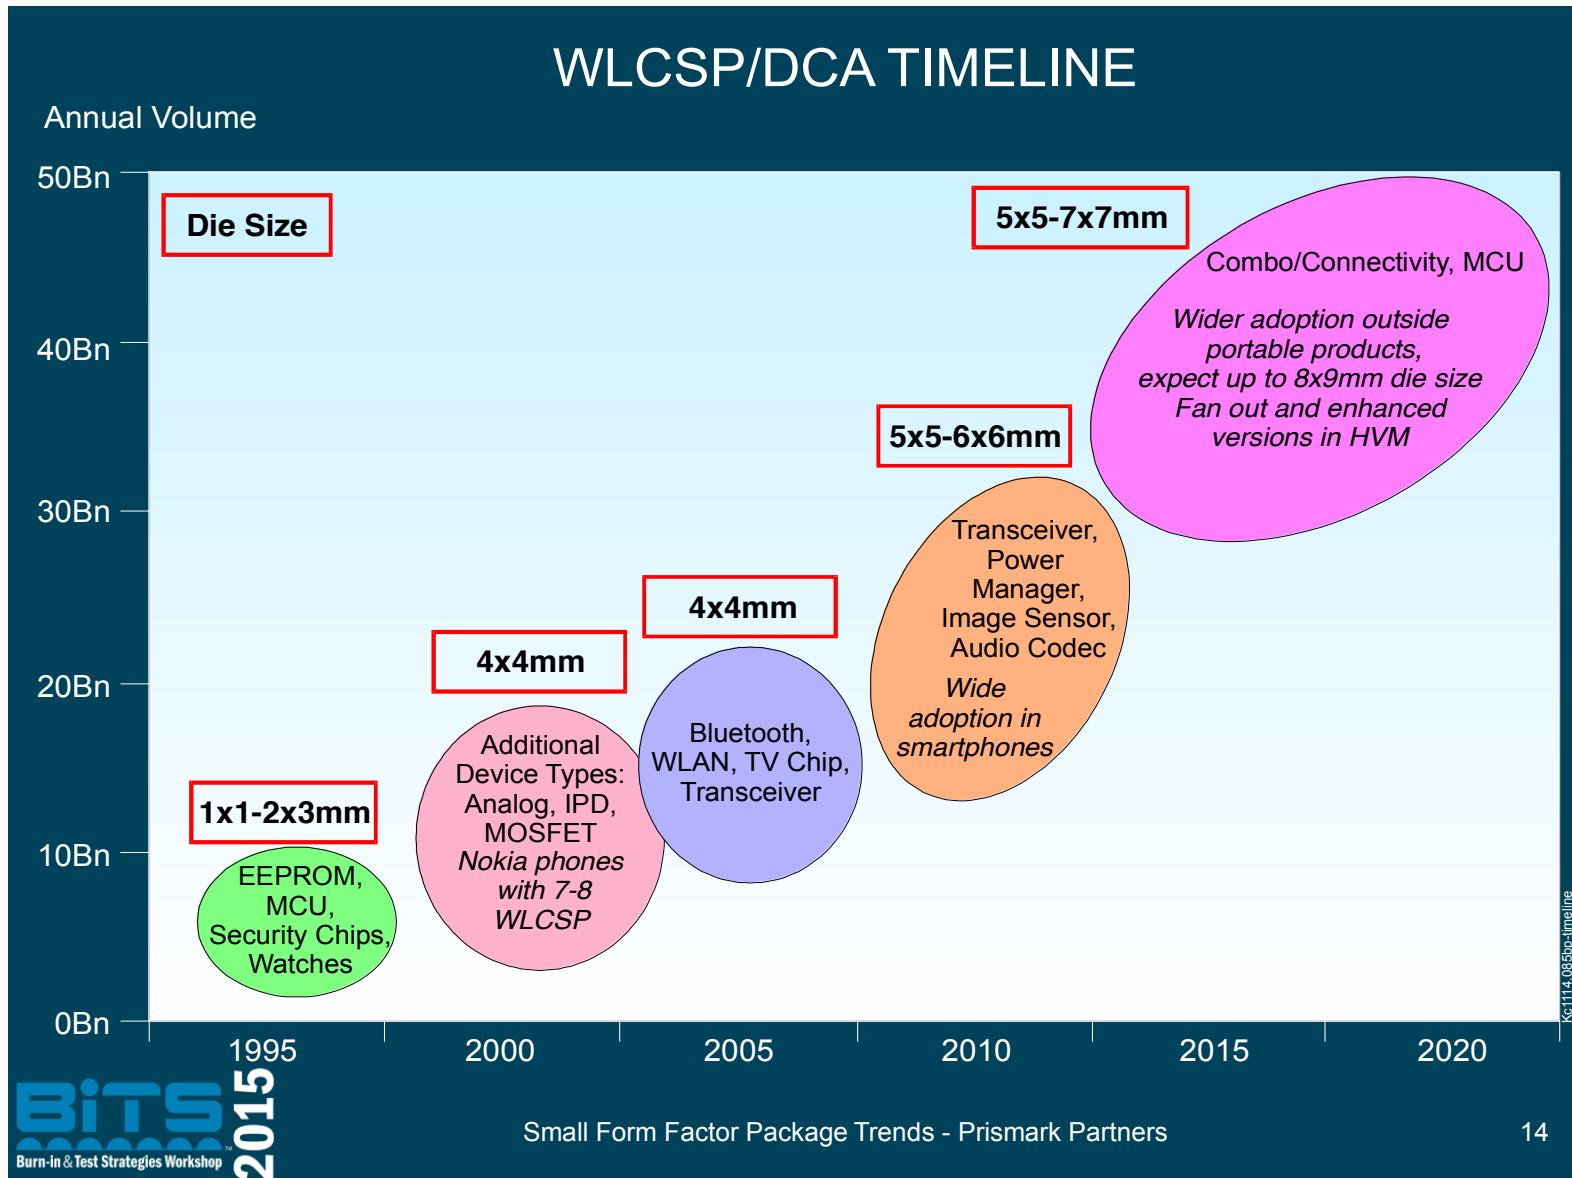 WLCSP/DCA TIMELINE
Annual Volume
50Bn
40Bn
30Bn
20Bn
10Bn
0Bn
Die Size
1x1-2x3mm
EEPROM,
MCU,
Security Chips,
Watches
4x4mm
Additional
Device Types:
Analog, IPD,
MOSFET
Nokia phones
with 7-8
WLCSP
4x4mm
Bluetooth,
WLAN, TV Chip,
Transceiver
5x5-6x6mm
Transceiver,
Power
Manager,
Image Sensor,
Audio Codec
Wide
adoption in
smartphones
5x5-7x7mm
Combo/Connectivity, MCU
Wider adoption outside
portable products,
expect up to 8x9mm die size
Fan out and enhanced
versions in HVM
Kc1114.085bp-timeline
1995 2000 2005 2010 2015 2020
BiTS
TM
Burn-in & Test Strategies Workshop
2015
Small Form Factor Package Trends - Prismark Partners
14